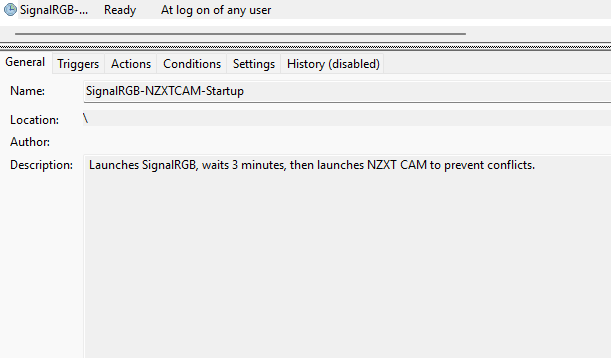 SignalRGB-... Ready At log on of any user
General Triggers Actions Conditions Settings History (disabled)
Name: SignalRGB-NZXTCAM-Startup
Location: \
Author:
Description: Launches SignalRGB, waits 3 minutes, then launches NZXT CAM to prevent conflicts.